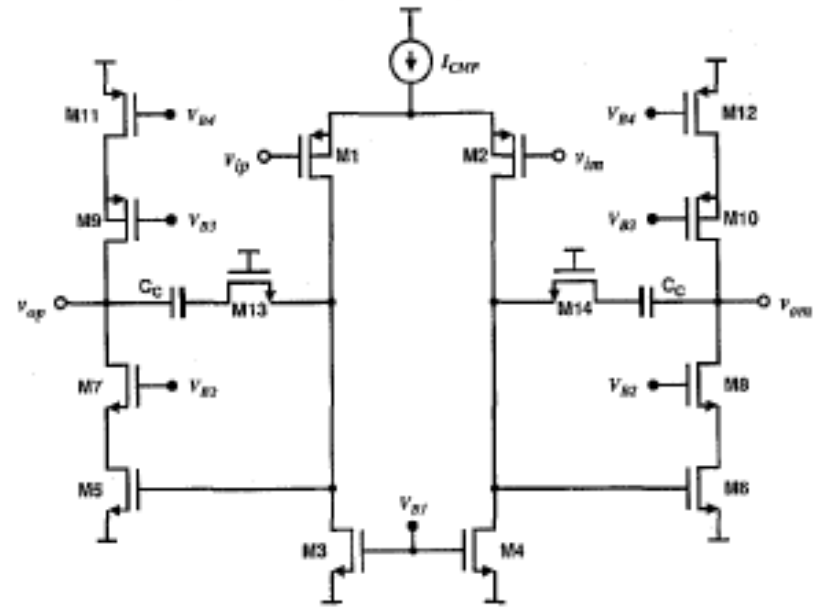 I_CMF
M11
V_B4
V_B4
M12
v_ip
M1
M2
v_im
M9
V_B3
V_B3
M10
C_C
C_C
v_op
M13
M14
v_om
M7
V_B2
V_B2
M8
M5
M6
V_B1
M3
M4